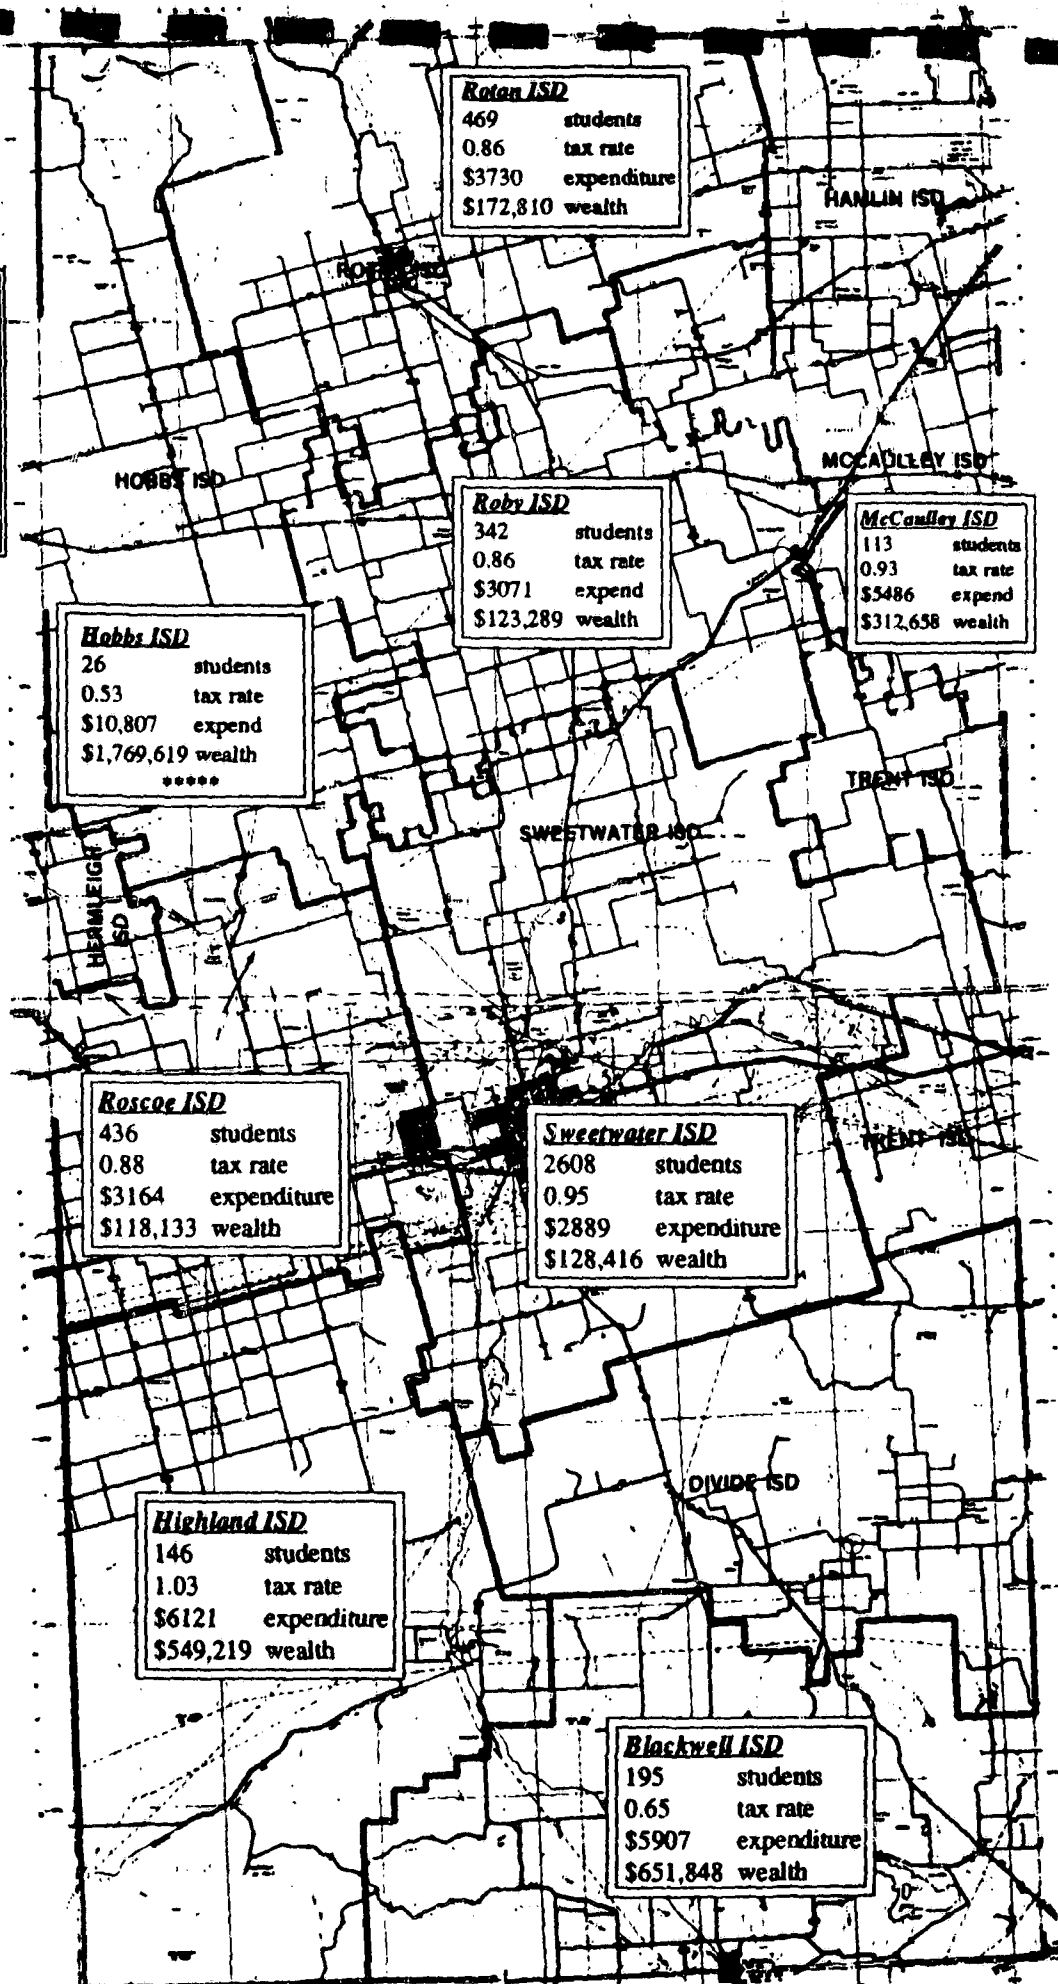 Rotan ISD
469 students
0.86 tax rate
$3730 expenditure
$172,810 wealth
HAMLIN ISD
HOBBS ISD
MCCAULLEY ISD
Roby ISD
342 students
0.86 tax rate
$3071 expend
$123,289 wealth
McCaulley ISD
113 students
0.93 tax rate
$5486 expend
$312,658 wealth
Hobbs ISD
26 students
0.53 tax rate
$10,807 expend
$1,769,619 wealth
*****
TRENT ISD
SWEETWATER ISD
HERMLEIGH
ISD
Roscoe ISD
436 students
0.88 tax rate
$3164 expenditure
$118,133 wealth
Sweetwater ISD
2608 students
0.95 tax rate
$2889 expenditure
$128,416 wealth
TRENT ISD
DIVIDE ISD
Highland ISD
146 students
1.03 tax rate
$6121 expenditure
$549,219 wealth
Blackwell ISD
195 students
0.65 tax rate
$5907 expenditure
$651,848 wealth